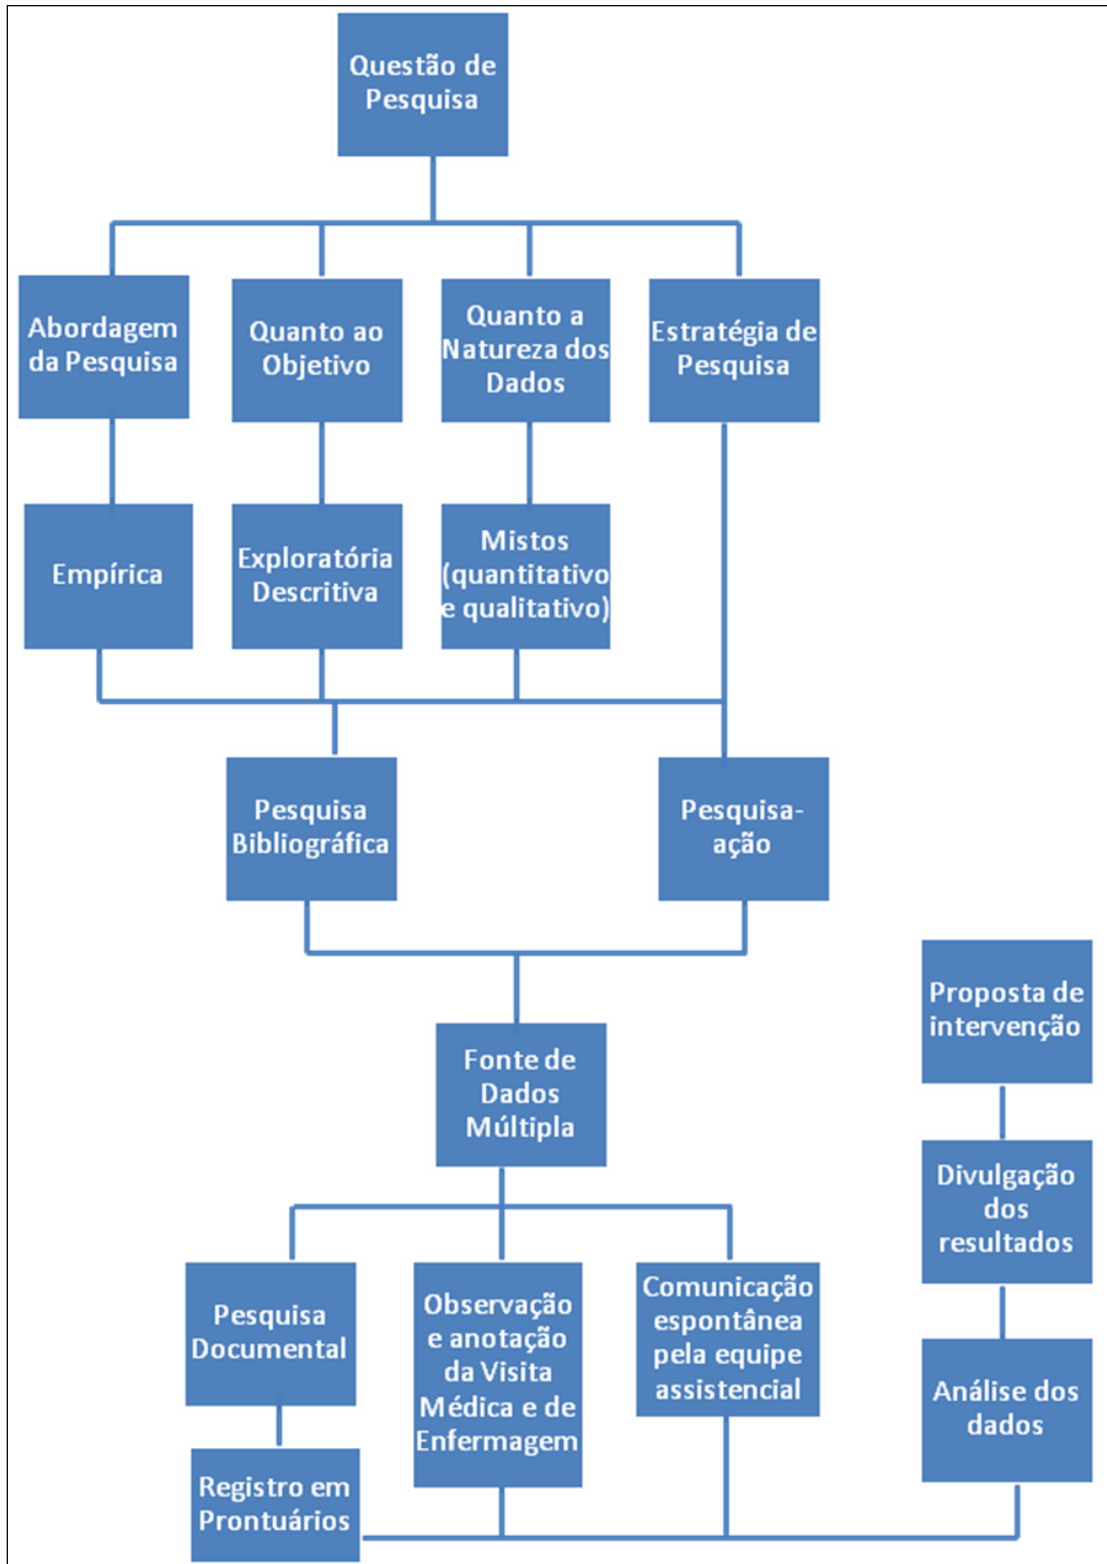 Questão de
Pesquisa
Abordagem
da Pesquisa
Quanto ao
Objetivo
Quanto a
Natureza dos
Dados
Estratégia de
Pesquisa
Empírica
Exploratória
Descritiva
Mistos
(quantitativo
e qualitativo)
Pesquisa
Bibliográfica
Pesquisa-
ação
Fonte de
Dados
Múltipla
Proposta de
intervenção
Divulgação
dos
resultados
Pesquisa
Documental
Observação
e anotação
da Visita
Médica e de
Enfermagem
Comunicação
espontânea
pela equipe
assistencial
Análise dos
dados
Registro em
Prontuários